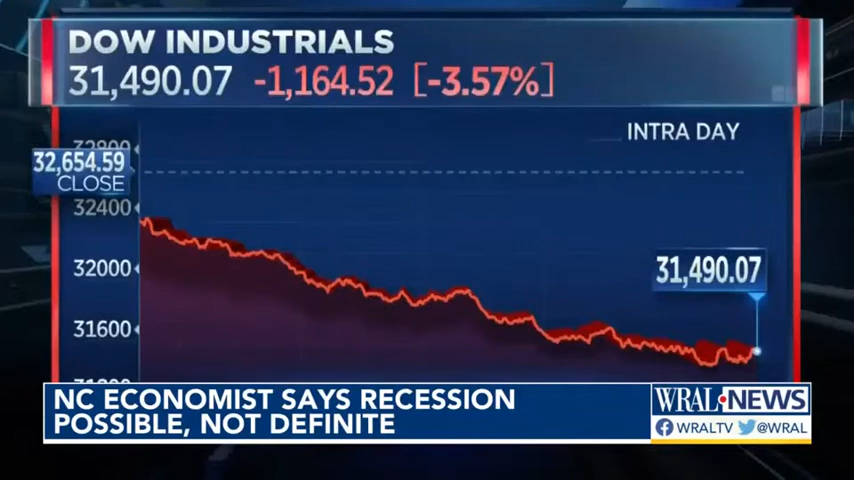 DOW INDUSTRIALS
31,490.07 -1,164.52 [-3.57%]
INTRA DAY
32800
32,654.59
CLOSE
32400
32000
31,490.07
31600
NC ECONOMIST SAYS RECESSION
POSSIBLE, NOT DEFINITE
WRAL NEWS
WRALTV @WRAL